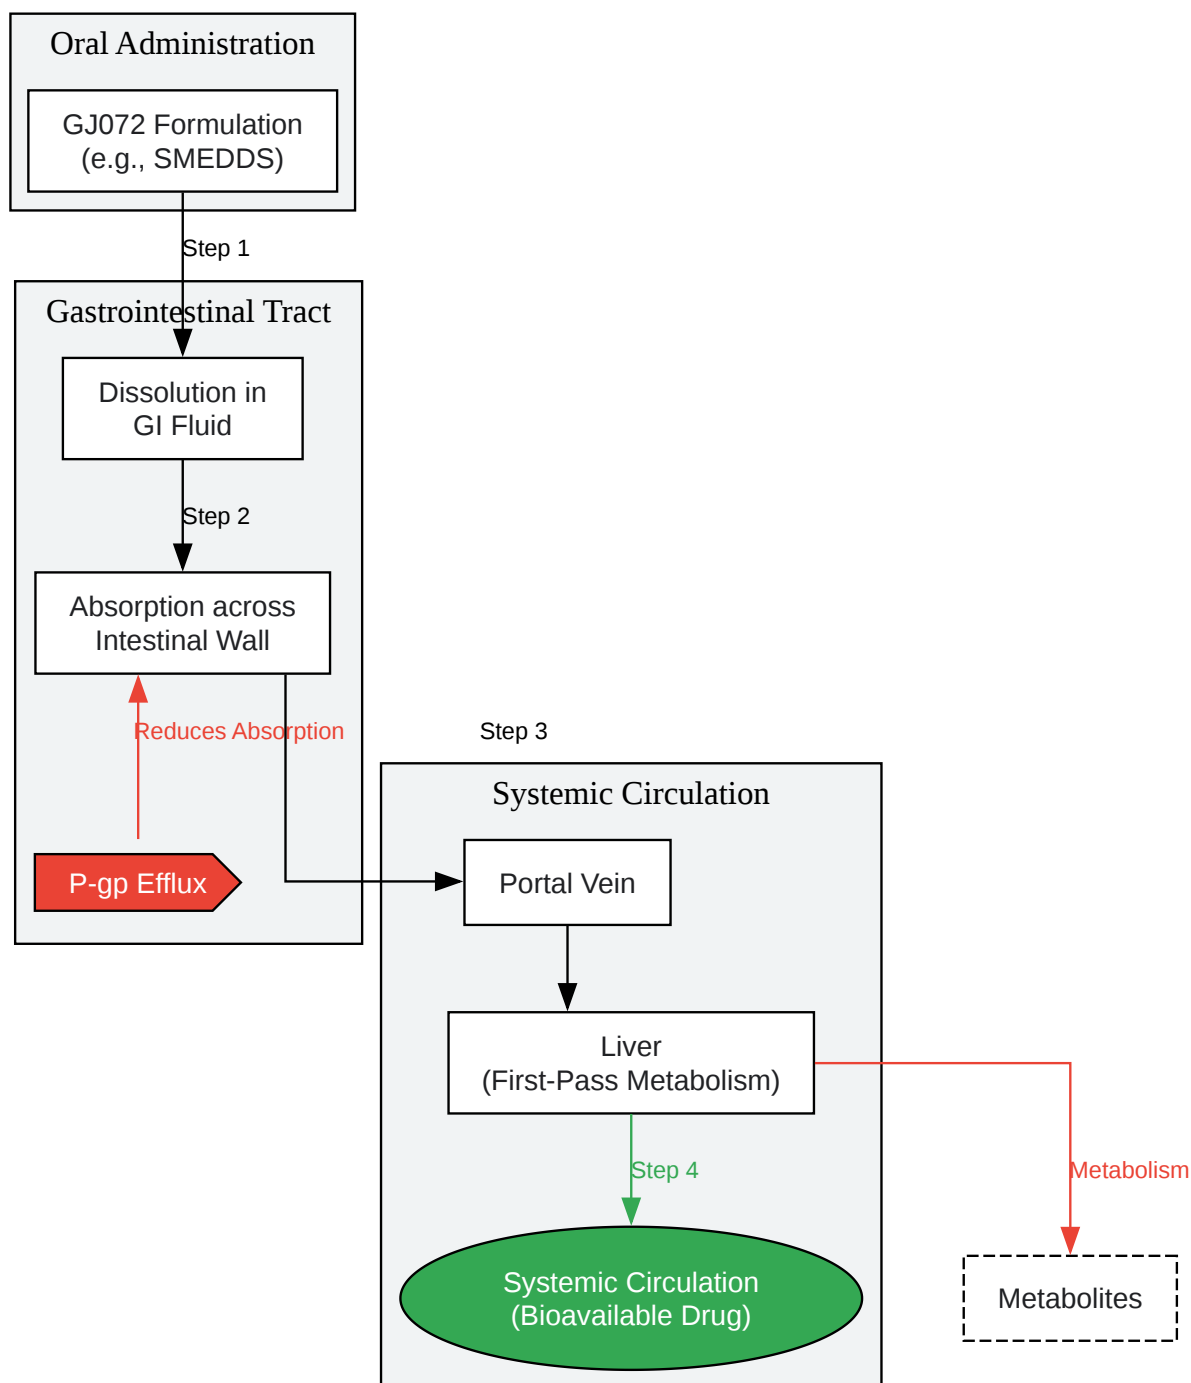 Oral Administration
GJ072 Formulation
(e.g., SMEDDS)
Step 1
Gastrointestinal Tract
Dissolution in
GI Fluid
Step 2
Absorption across
Intestinal Wall
Reduces Absorption
Step 3
Systemic Circulation
P-gp Efflux
Portal Vein
Liver
(First-Pass Metabolism)
Step 4
Metabolism
Systemic Circulation
(Bioavailable Drug)
Metabolites